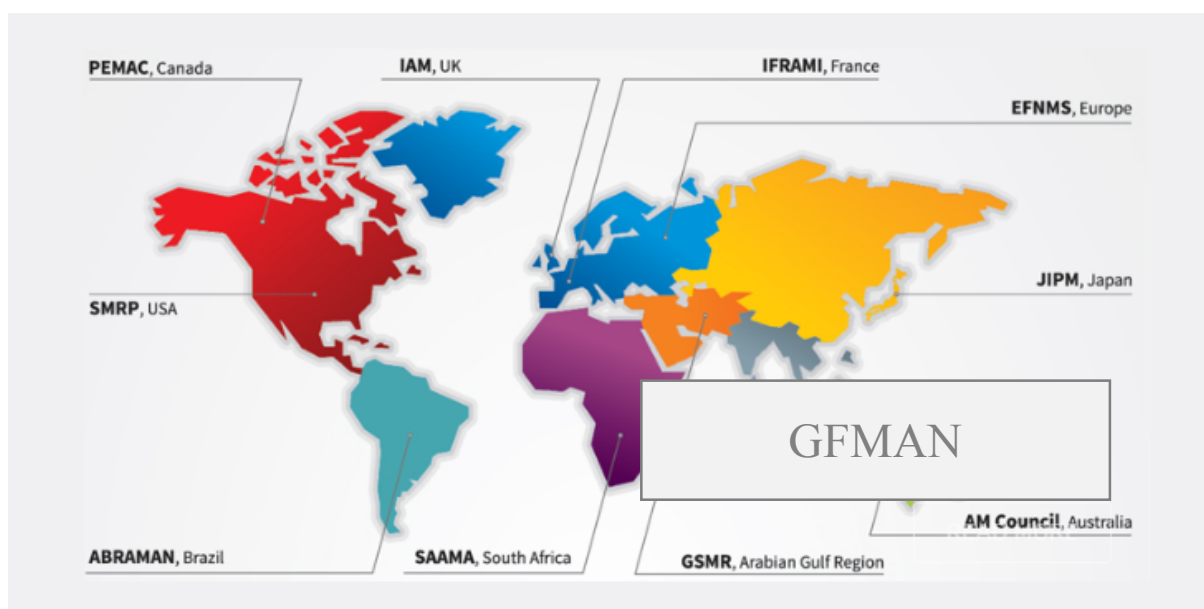 PEMAC, Canada
IAM, UK
IFRAMI, France
EFNMS, Europe
JIPM, Japan
SMRP, USA
GFMAN
AM Council, Australia
ABRAMAN, Brazil
SAAMA, South Africa
GSMR, Arabian Gulf Region